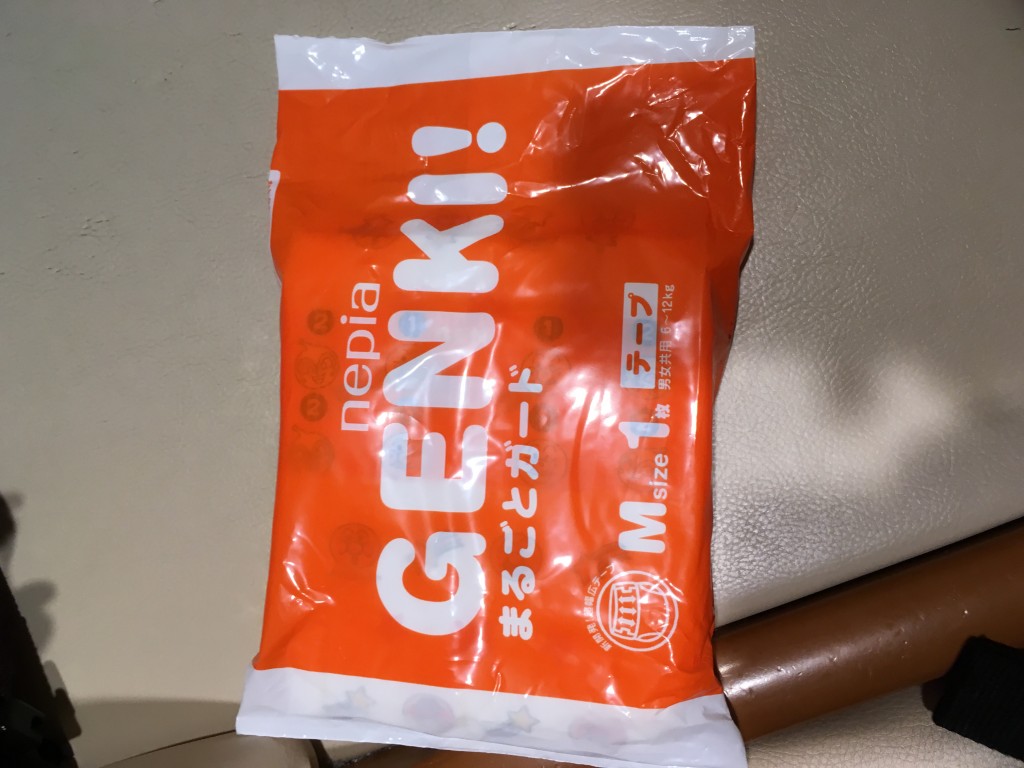 nepia
GENKI!
まるごとガード
M size 1枚 テープ
男女共用 6~12kg